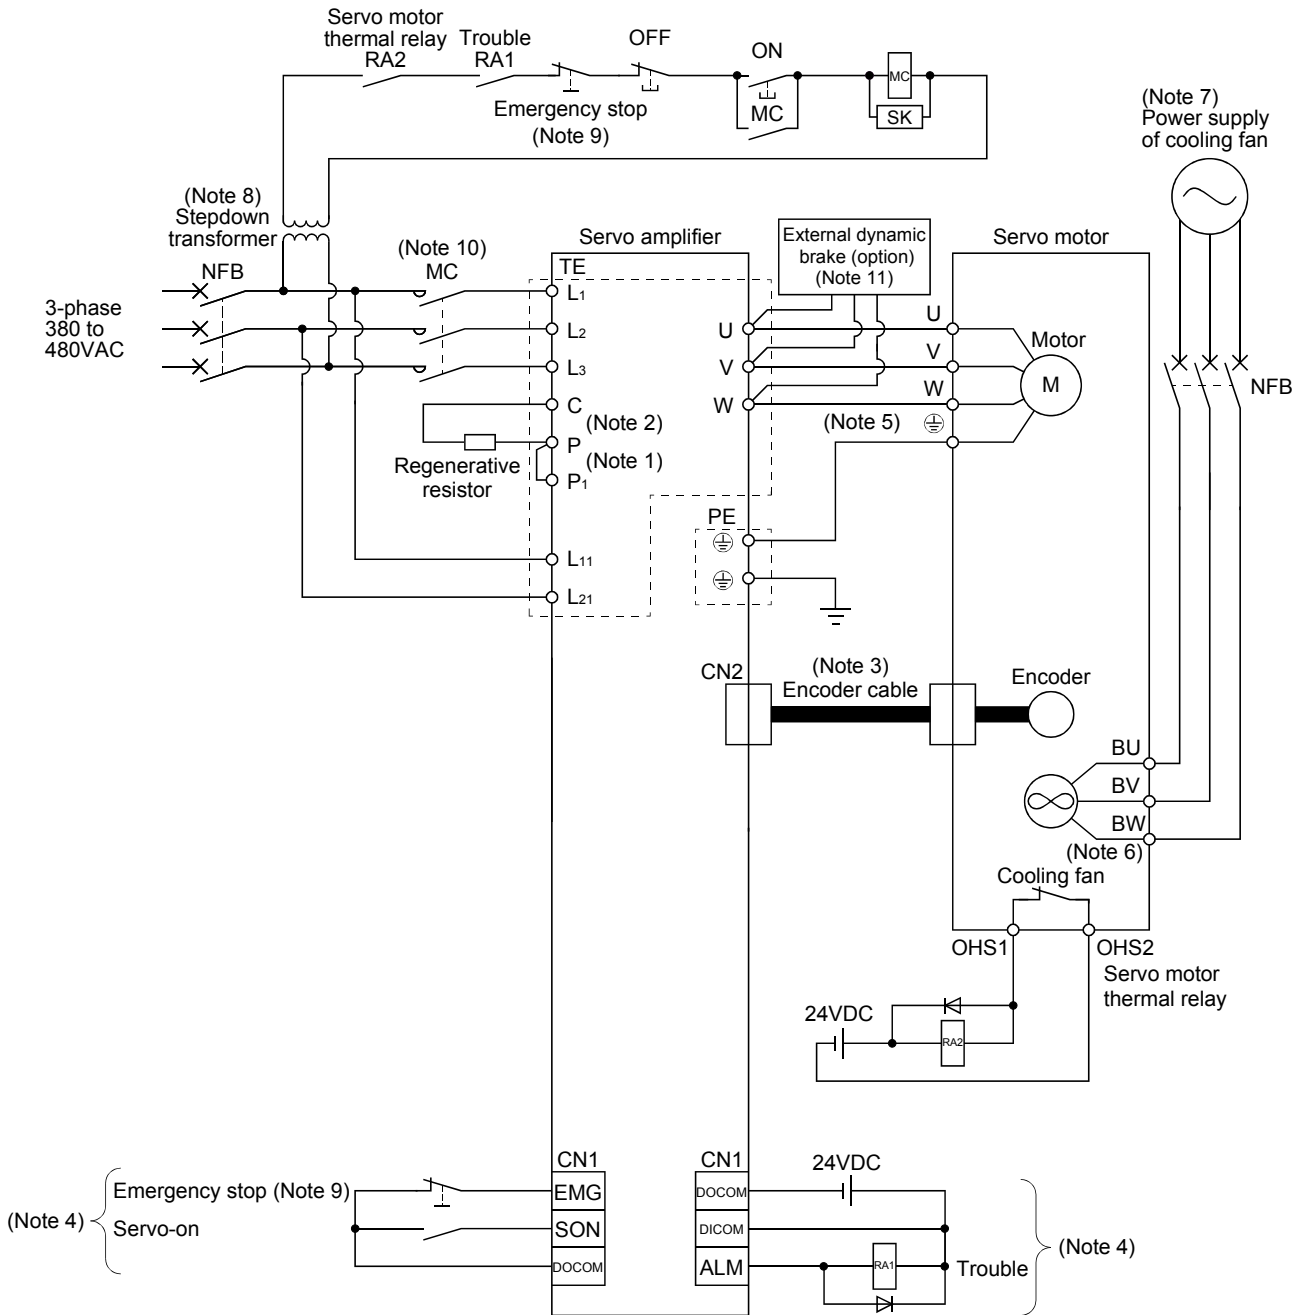 Servo motor
thermal relay
RA2
Trouble
RA1
OFF
ON
MC
SK
Emergency stop
(Note 9)
MC
(Note 7)
Power supply
of cooling fan
(Note 8)
Stepdown
transformer
NFB
(Note 10)
MC
Servo amplifier
External dynamic
brake (option)
(Note 11)
Servo motor
3-phase
380 to
480VAC
TE
L1
L2
L3
C
(Note 2)
P
(Note 1)
P1
Regenerative
resistor
L11
L21
U
V
W
U
V
W
(Note 5)
Motor
M
NFB
PE
CN2
(Note 3)
Encoder cable
Encoder
BU
BV
BW
(Note 6)
Cooling fan
OHS1
OHS2
Servo motor
thermal relay
24VDC
RA2
CN1
CN1
24VDC
(Note 4)
Emergency stop (Note 9)
Servo-on
EMG
SON
DOCOM
DOCOM
DICOM
ALM
RA1
Trouble
(Note 4)